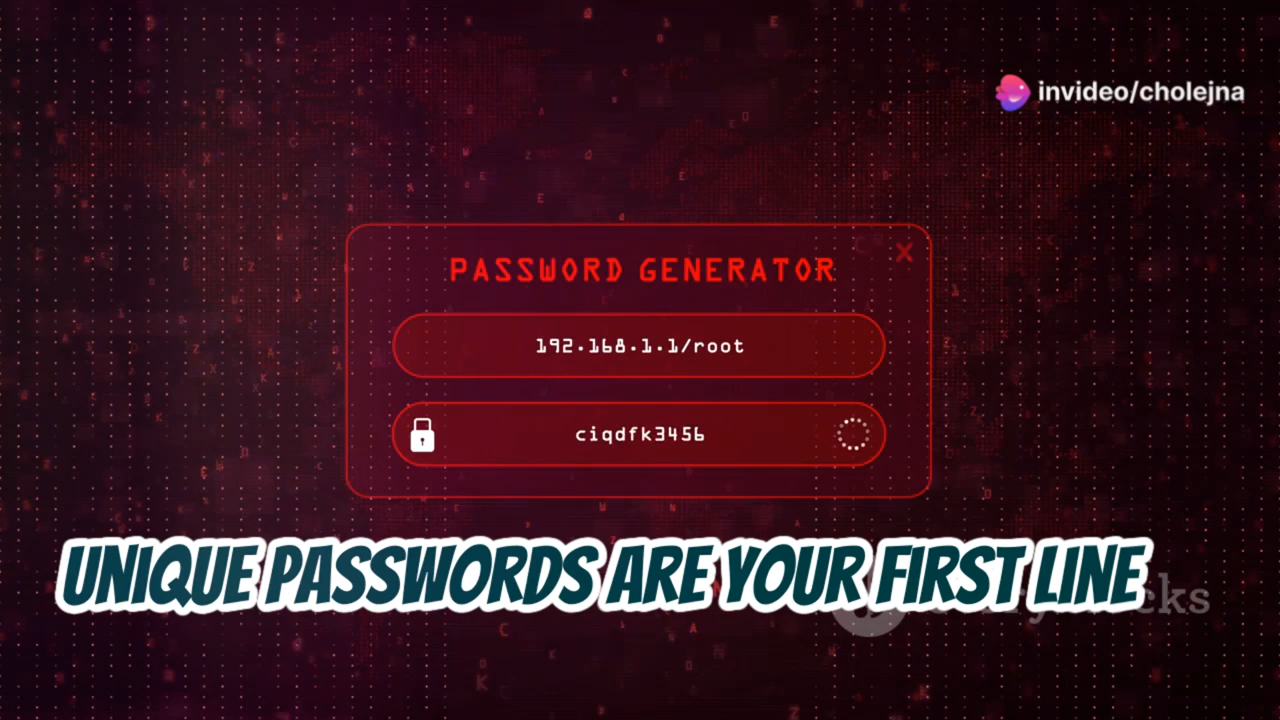 invideo/cholejna
PASSWORD GENERATOR
192.168.1.1/root
ciqdfk3456
UNIQUE PASSWORDS ARE YOUR FIRST LINE